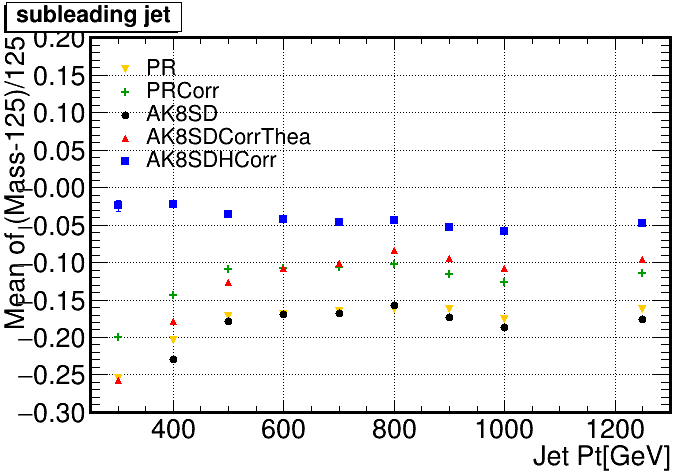 subleading jet
0.20
0.15
0.10
0.05
−0.00
−0.05
−0.10
−0.15
−0.20
−0.25
−0.30
Mean of (Mass-125)/125
PR
PRCorr
AK8SD
AK8SDCorrThea
AK8SDHCorr
400
600
800
1000
1200
Jet Pt[GeV]